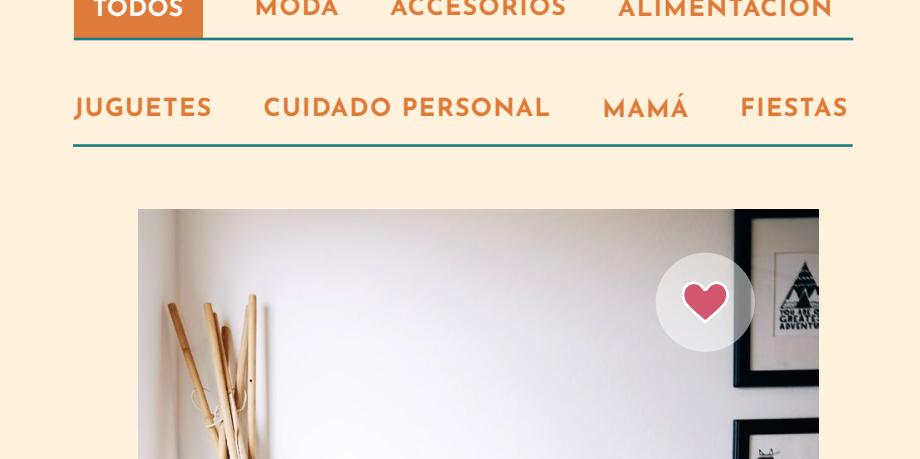 TODOS MODA ACCESORIOS ALIMENTACIÓN
JUGUETES CUIDADO PERSONAL MAMÁ FIESTAS